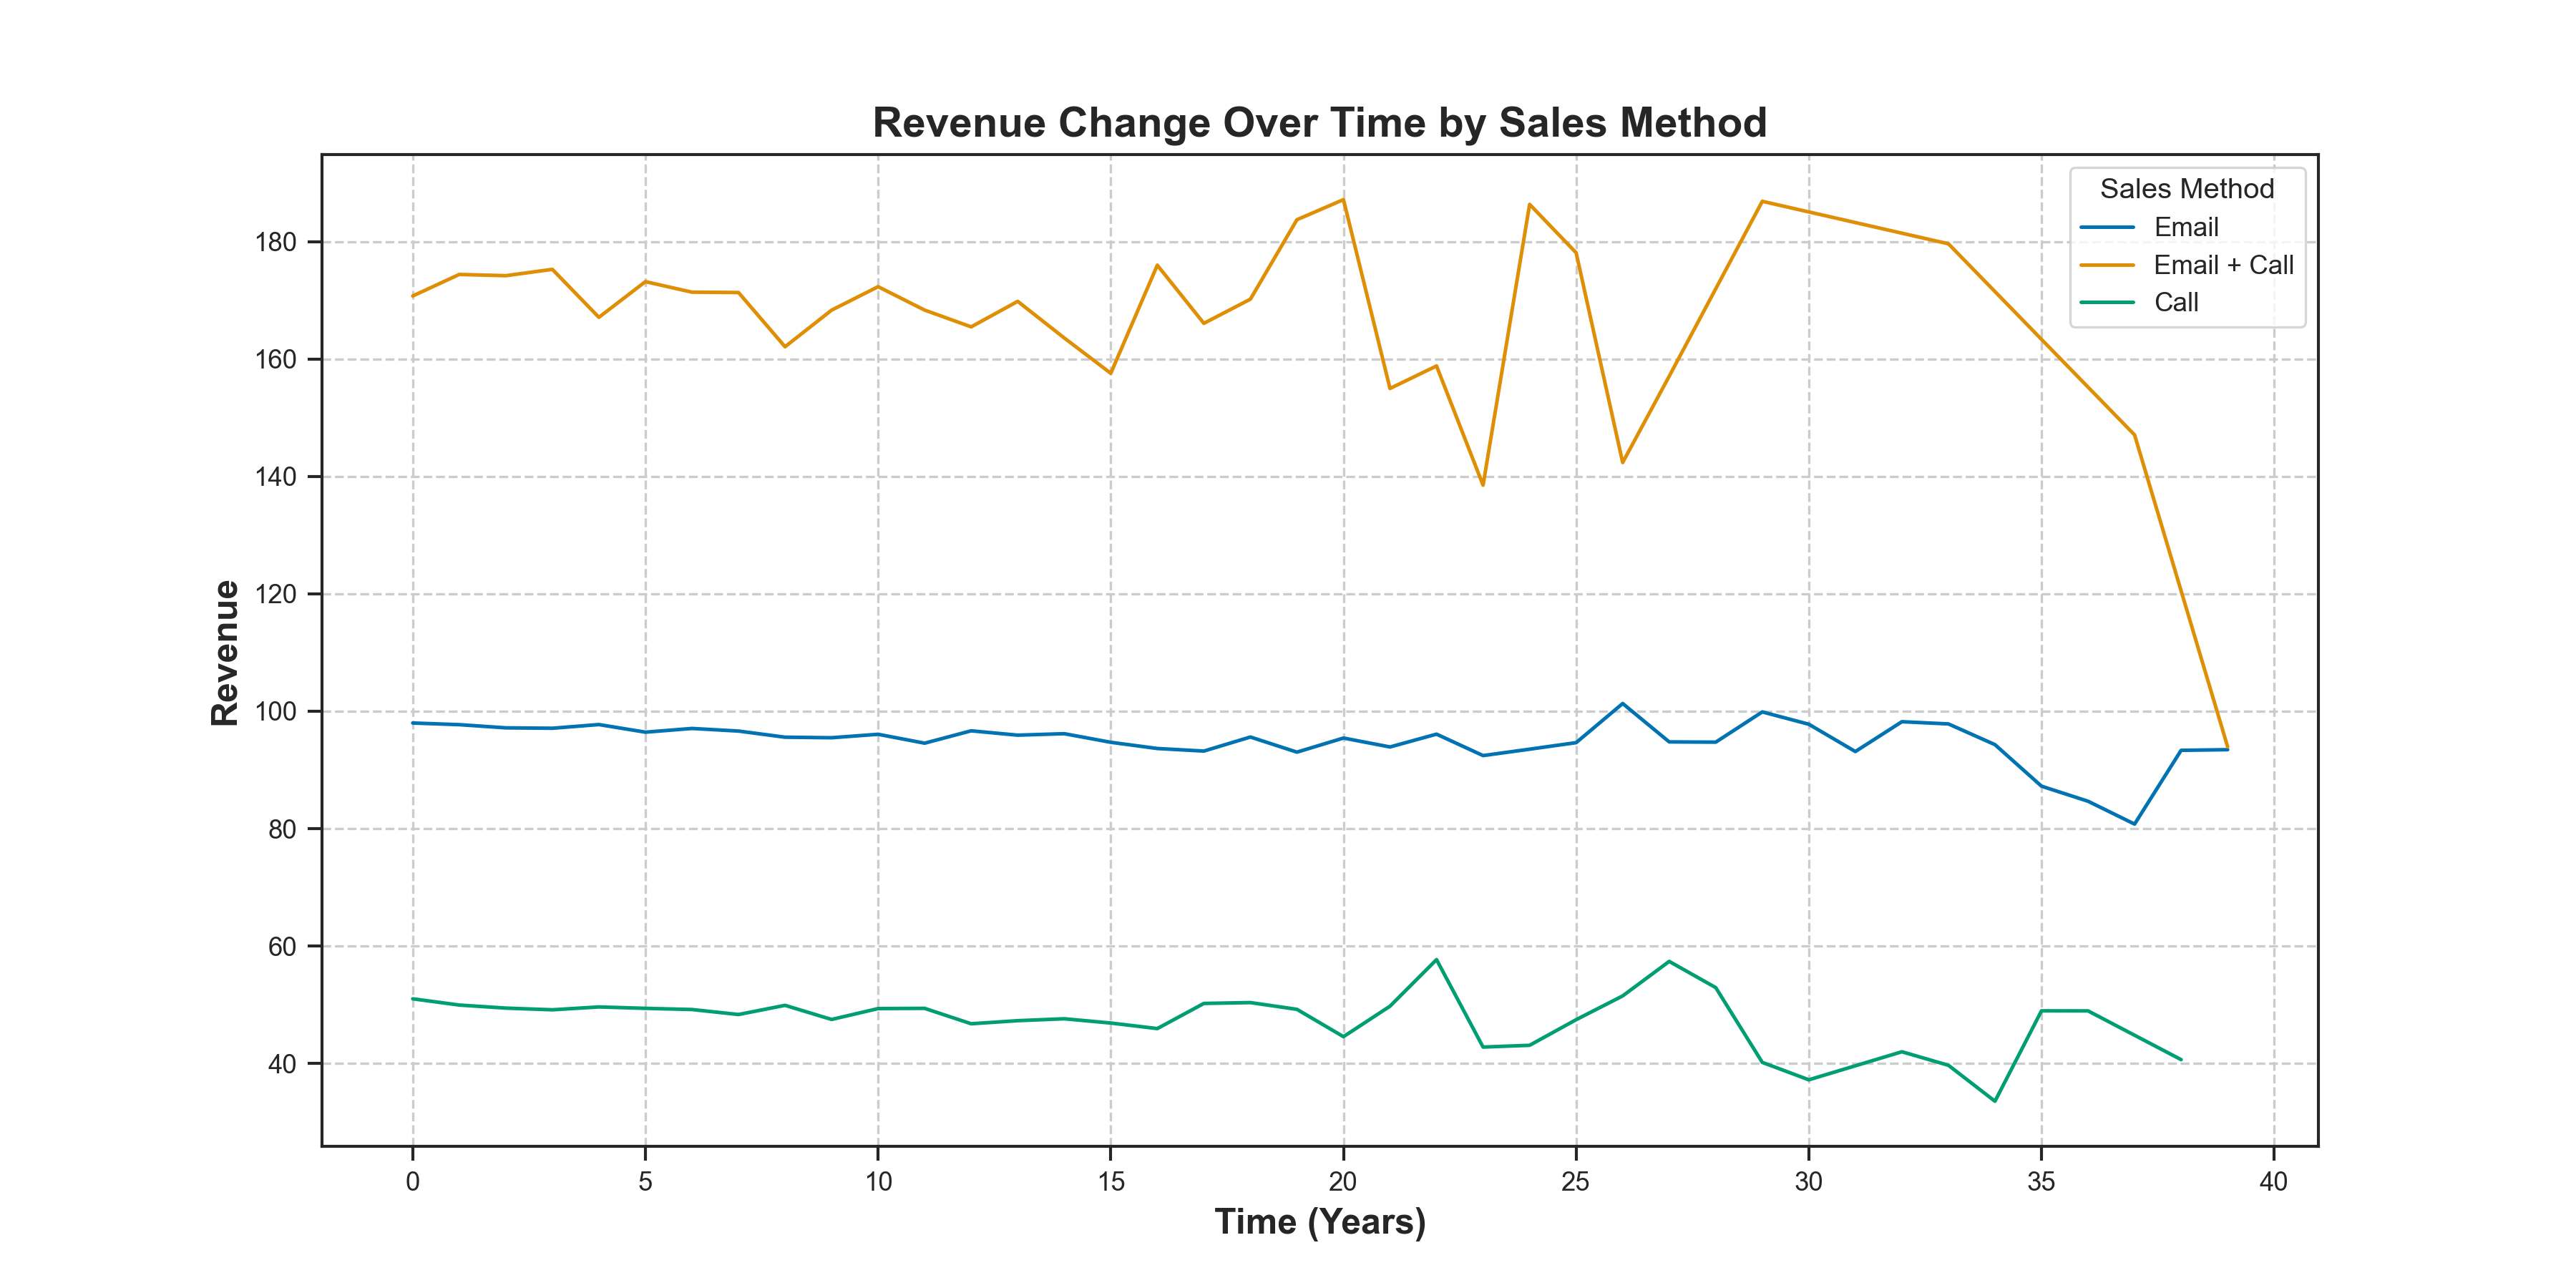 Revenue Change Over Time by Sales Method
Sales Method
Email
Email + Call
Call
Revenue
180
160
140
120
100
80
60
40
0 5 10 15 20 25 30 35 40
Time (Years)